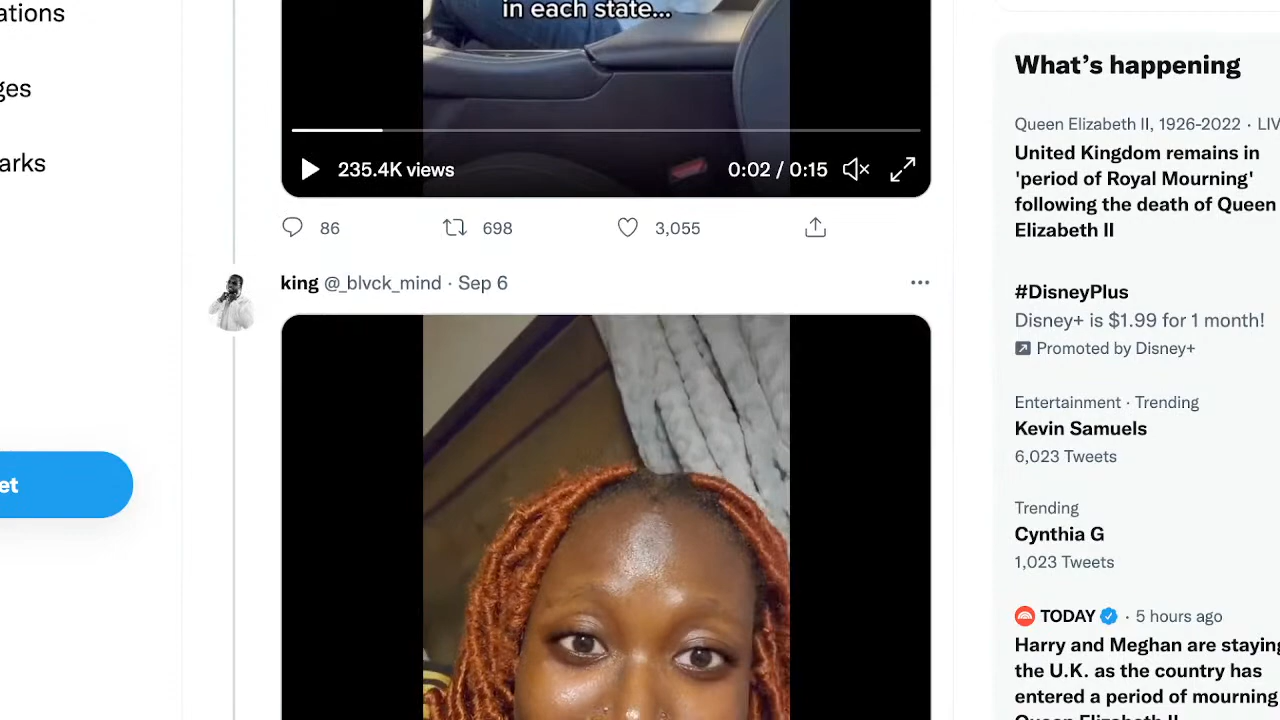 ations
ges
arks
et
in each state...
235.4K views
0:02 / 0:15
86
698
3,055
king @_blvck_mind · Sep 6
What's happening
Queen Elizabeth II, 1926-2022 · LIV
United Kingdom remains in
'period of Royal Mourning'
following the death of Queen
Elizabeth II
#DisneyPlus
Disney+ is $1.99 for 1 month!
Promoted by Disney+
Entertainment · Trending
Kevin Samuels
6,023 Tweets
Trending
Cynthia G
1,023 Tweets
TODAY · 5 hours ago
Harry and Meghan are staying
the U.K. as the country has
entered a period of mourning
Queen Elizabeth II